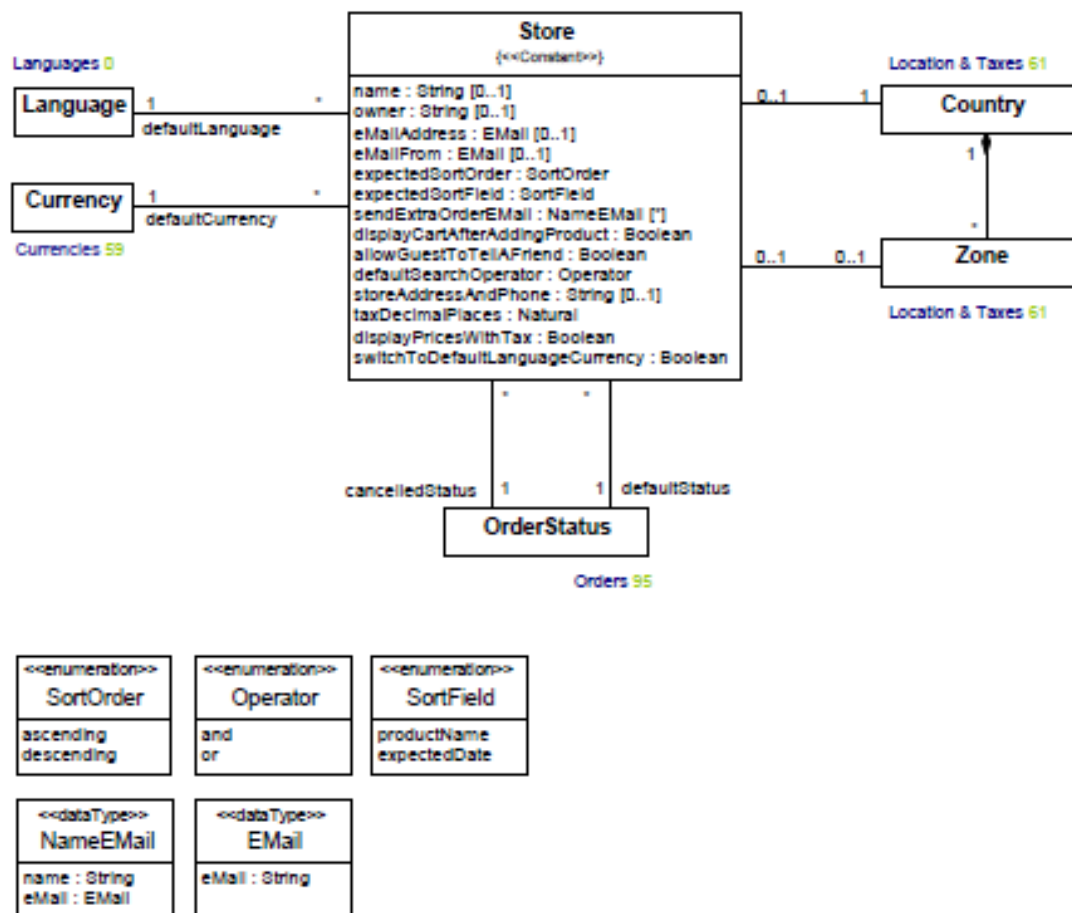 Store
{<<Constant>>}
name : String [0..1]
owner : String [0..1]
eMailAddress : EMail [0..1]
eMailFrom : EMail [0..1]
expectedSortOrder : SortOrder
expectedSortField : SortField
sendExtraOrderEMail : NameEMail [*]
displayCartAfterAddingProduct : Boolean
allowGuestToTellAFriend : Boolean
defaultSearchOperator : Operator
storeAddressAndPhone : String [0..1]
taxDecimalPlaces : Natural
displayPricesWithTax : Boolean
switchToDefaultLanguageCurrency : Boolean
Languages 0
Language
1
*
defaultLanguage
Currency
1
*
defaultCurrency
Currencies 59
Location & Taxes 61
0..1
1
Country
1
*
0..1
0..1
Zone
Location & Taxes 61
*
*
cancelledStatus
1
1
defaultStatus
OrderStatus
Orders 95
<<enumeration>>
SortOrder
ascending
descending
<<enumeration>>
Operator
and
or
<<enumeration>>
SortField
productName
expectedDate
<<dataType>>
NameEMail
name : String
eMail : EMail
<<dataType>>
EMail
eMail : String